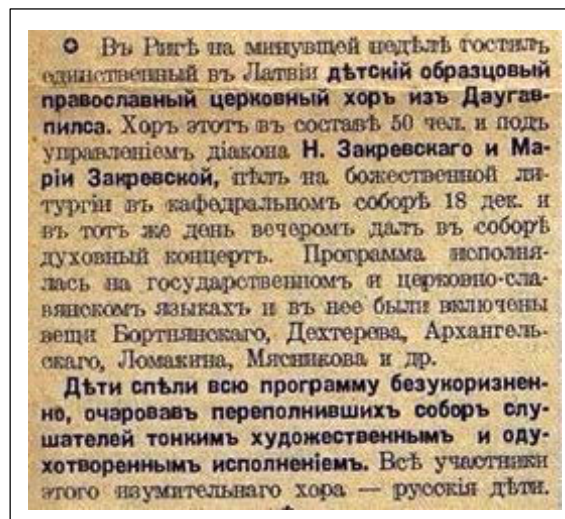 ✪ Въ Ригѣ на минувшей недѣлѣ гостилъ
единственный въ Латвіи дѣтскій образцовый
православный церковный хоръ изъ Даугав-
пилса. Хоръ этотъ въ составѣ 50 чел. и подъ
управленіемъ діакона Н. Закревскаго и Ма-
ріи Закревской, пѣлъ на божественной ли-
тургіи въ кафедральномъ соборѣ 18 дек. и
въ тотъ же день вечеромъ далъ въ соборѣ
духовный концертъ. Программа исполня-
лась на государственномъ и церковно-сла-
вянскомъ языкахъ и въ нее были включены
вещи Бортнянскаго, Дехтерева, Архангель-
скаго, Ломакина, Мясникова и др.
Дѣти спѣли всю программу безукоризнен-
но, очаровавъ переполнившихъ соборъ слу-
шателей тонкимъ художественнымъ и оду-
хотвореннымъ исполненіемъ. Всѣ участники
этого изумительнаго хора — русскія дѣти.